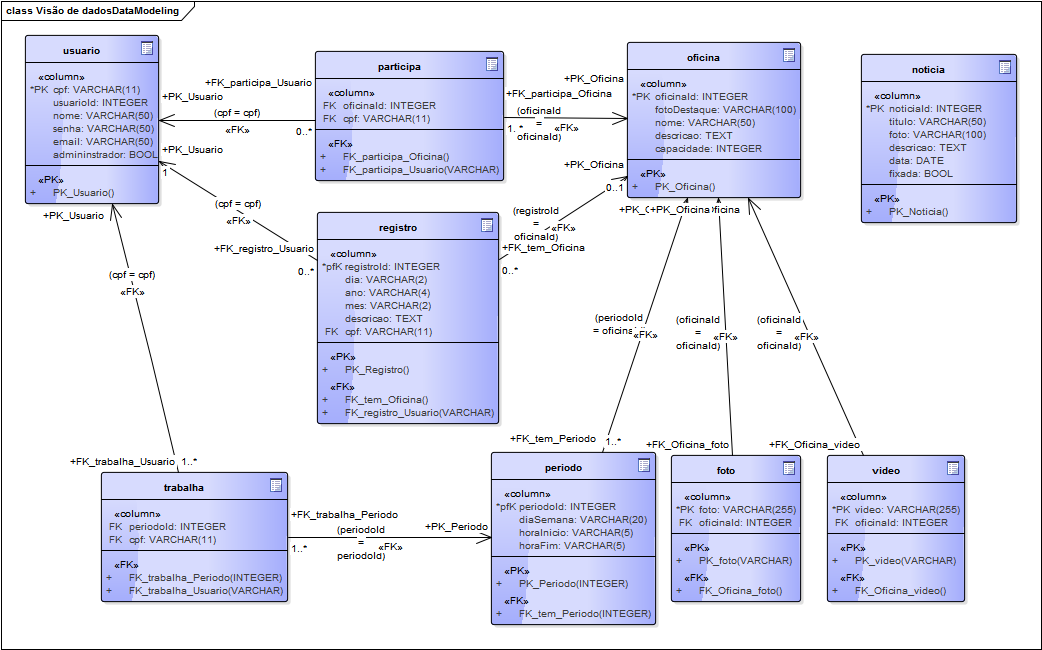 class Visão de dadosDataModeling
usuario
«column»
*PK cpf: VARCHAR(11)
usuarioId: INTEGER
nome: VARCHAR(50)
senha: VARCHAR(50)
email: VARCHAR(50)
admininstrador: BOOL
«PK»
+ PK_Usuario()
participa
«column»
FK oficinaId: INTEGER
FK cpf: VARCHAR(11)
«FK»
+ FK_participa_Oficina()
+ FK_participa_Usuario(VARCHAR)
oficina
«column»
*PK oficinaId: INTEGER
fotoDestaque: VARCHAR(100)
nome: VARCHAR(50)
descricao: TEXT
capacidade: INTEGER
«PK»
+ PK_Oficina()
noticia
«column»
*PK noticiaId: INTEGER
titulo: VARCHAR(50)
foto: VARCHAR(100)
descricao: TEXT
data: DATE
fixada: BOOL
«PK»
+ PK_Noticia()
+FK_participa_Usuario
+PK_Usuario
(cpf = cpf)
«FK»
0..*
+PK_Oficina
+FK_participa_Oficina
(oficinaId
=
oficinaId)
1..*
«FK»
+PK_Usuario
1
(cpf = cpf)
«FK»
+FK_registro_Usuario
0..*
+PK_Oficina
0..1
(registroId
=
oficinaId)
«FK»
+FK_tem_Oficina
0..*
registro
«column»
*pfK registroId: INTEGER
dia: VARCHAR(2)
ano: VARCHAR(4)
mes: VARCHAR(2)
descricao: TEXT
FK cpf: VARCHAR(11)
«PK»
+ PK_Registro()
«FK»
+ FK_tem_Oficina()
+ FK_registro_Usuario(VARCHAR)
+PK_Usuario
(cpf = cpf)
«FK»
+FK_trabalha_Usuario 1..*
+PK_Oficina
(periodoId
= oficina
«FK»
+FK_tem_Periodo 1..*
(oficinaId
=
oficinaId)
«FK»
+FK_Oficina_foto
(oficinaId
=
oficinaId)
«FK»
+FK_Oficina_video
trabalha
«column»
FK periodoId: INTEGER
FK cpf: VARCHAR(11)
«FK»
+ FK_trabalha_Periodo(INTEGER)
+ FK_trabalha_Usuario(VARCHAR)
+FK_trabalha_Periodo
(periodoId
=
periodoId)
1..*
«FK»
+PK_Periodo
periodo
«column»
*pfK periodoId: INTEGER
diaSemana: VARCHAR(20)
horaInicio: VARCHAR(5)
horaFim: VARCHAR(5)
«PK»
+ PK_Periodo(INTEGER)
«FK»
+ FK_tem_Periodo(INTEGER)
foto
«column»
*PK foto: VARCHAR(255)
FK oficinaId: INTEGER
«PK»
+ PK_foto(VARCHAR)
«FK»
+ FK_Oficina_foto()
video
«column»
*PK video: VARCHAR(255)
FK oficinaId: INTEGER
«PK»
+ PK_video(VARCHAR)
«FK»
+ FK_Oficina_video()